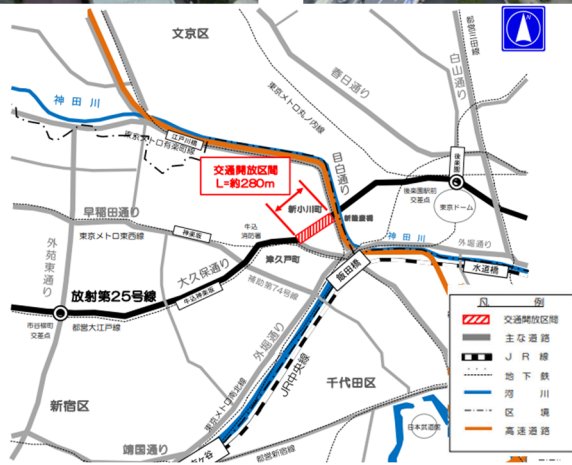 N
文京区
白山通り
春日通り
神田川
東京メトロ丸ノ内線
江戸川橋
東京メトロ有楽町線
後楽園
目白通り
交通開放区間
L=約280m
後楽園駅前
交差点
東京ドーム
新小川町
早稲田通り
神楽坂
牛込
消防署
神田川
外堀通り
東京メトロ東西線
津久戸町
外苑東通り
大久保通り
飯田橋
水道橋
補助第74号線
放射第25号線
牛込神楽坂
凡 例
交通開放区間
主な道路
市谷柳町
交差点
都営大江戸線
外堀通り
JR中央線
JR線
地下鉄
東京メトロ南北線
千代田区
河川
新宿区
区境
日本武道館
高速道路
靖国通り
都営新宿線